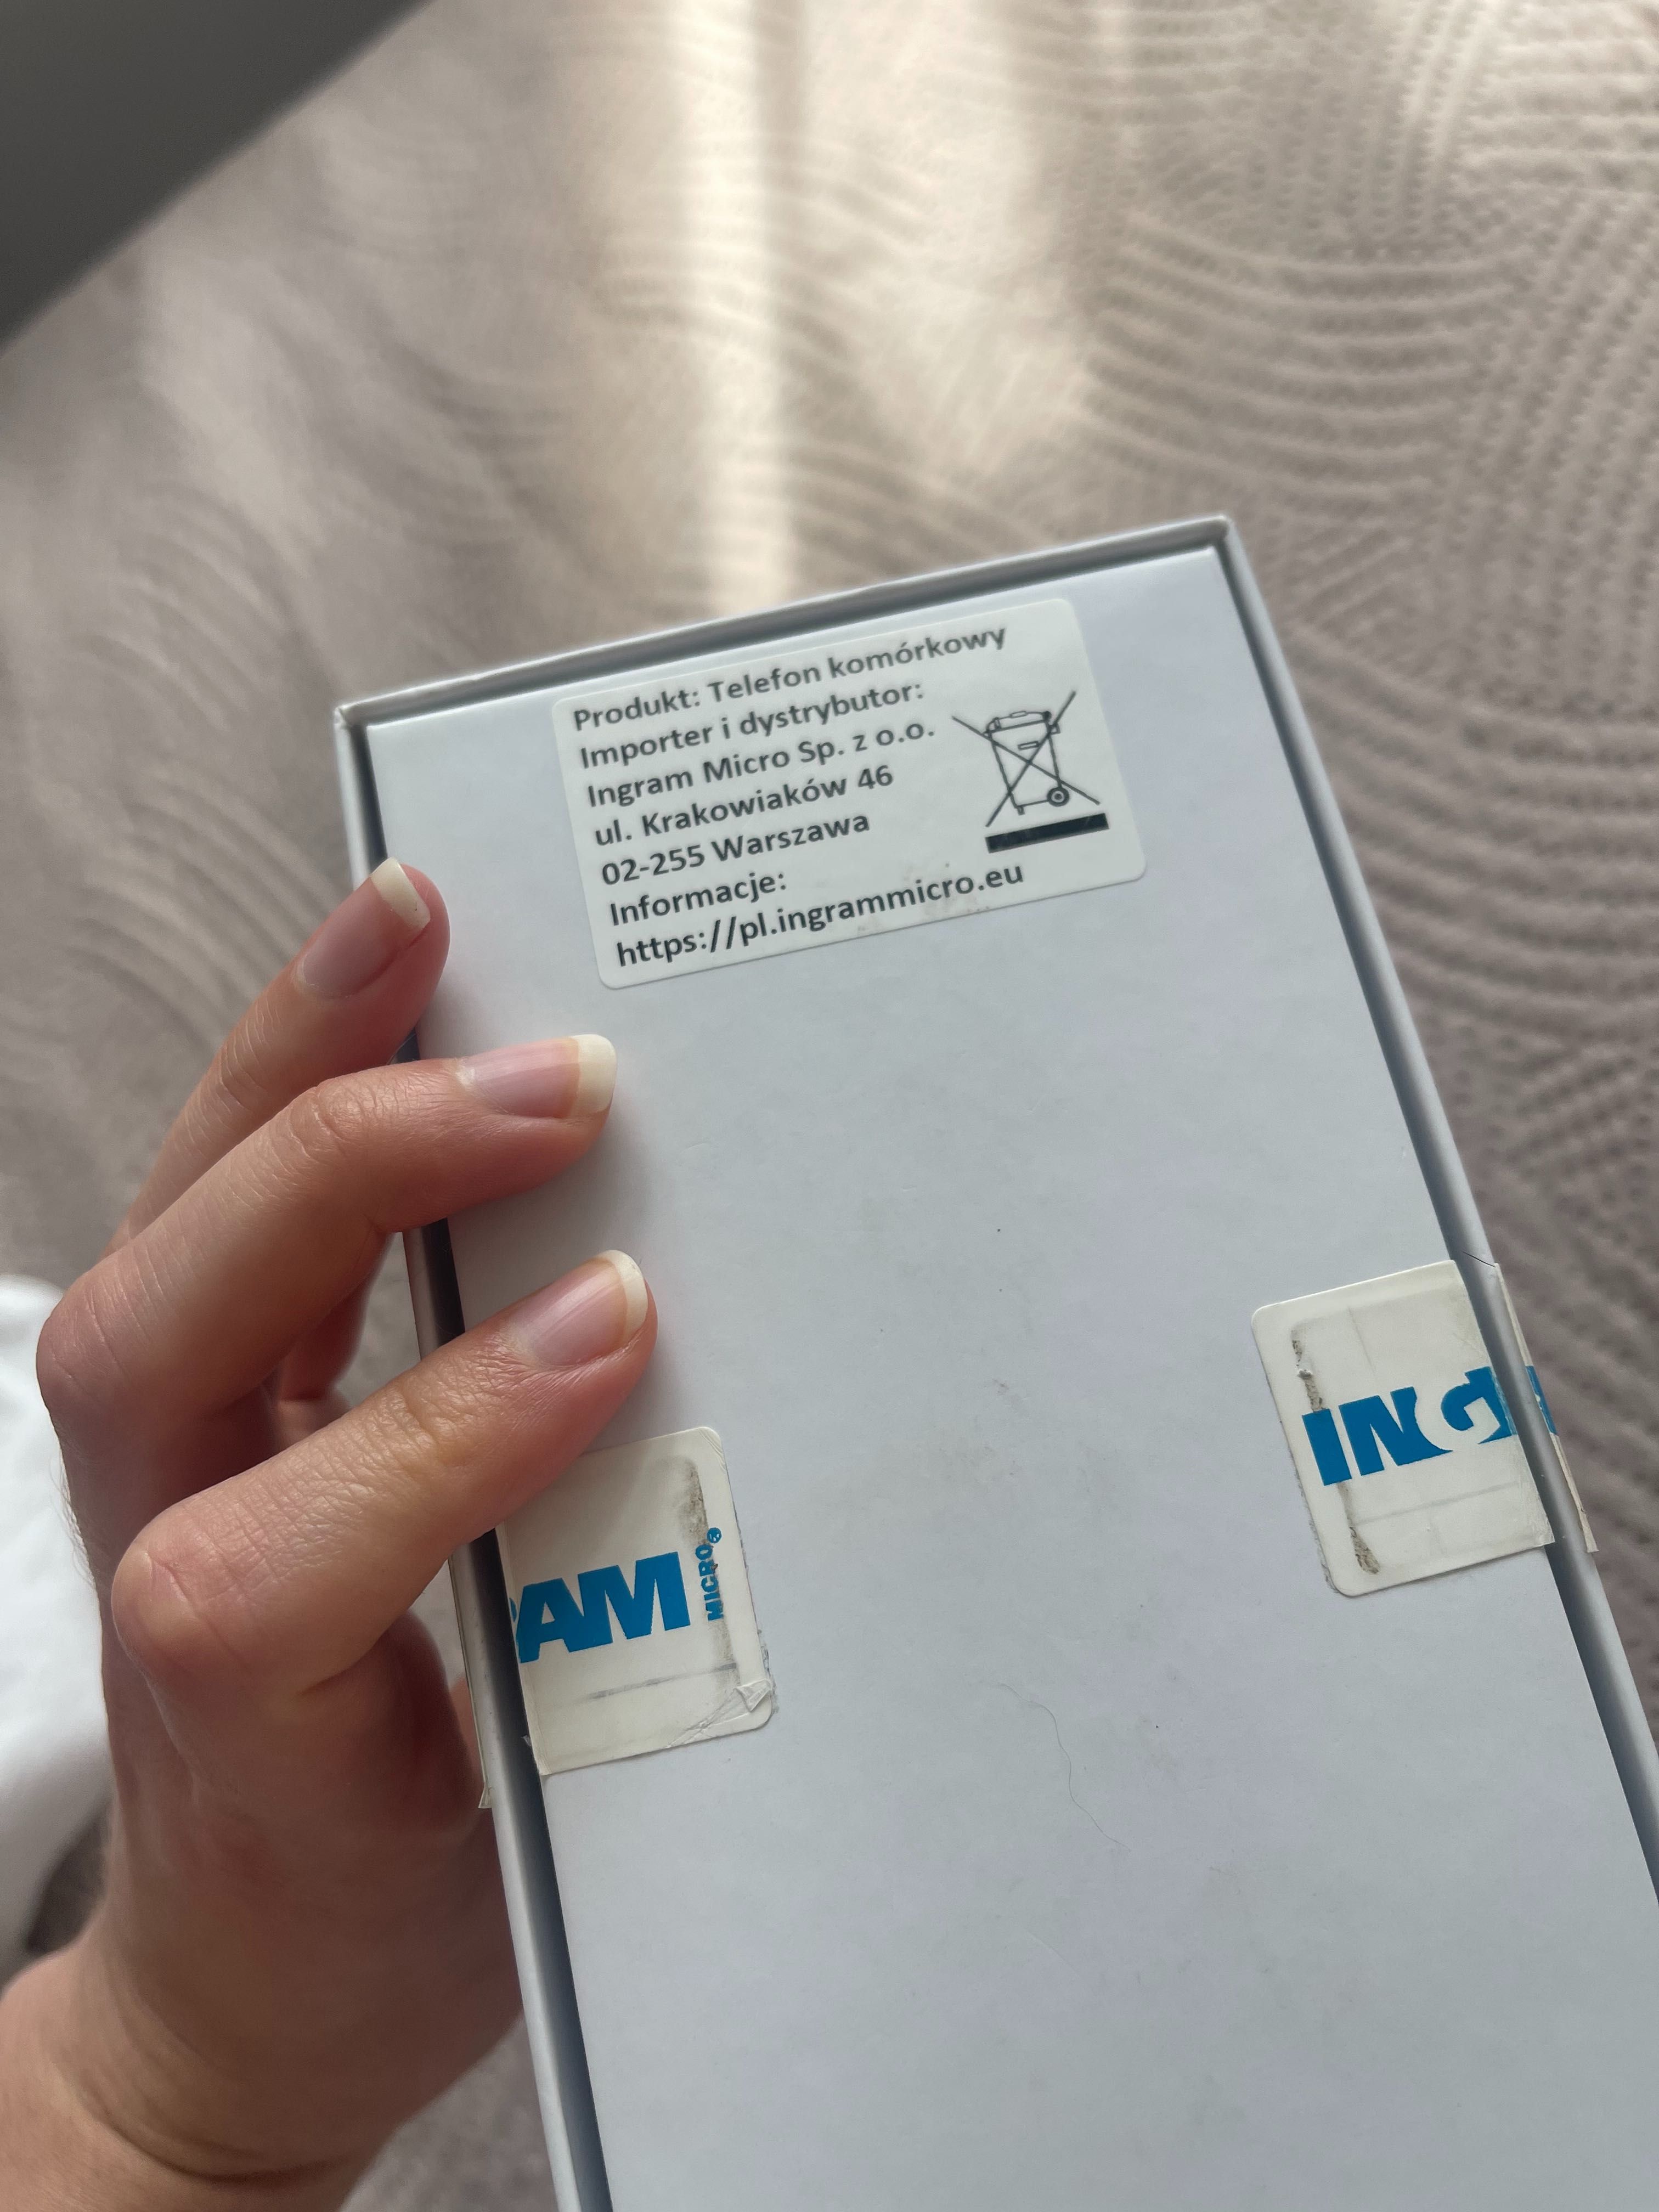 Produkt: Telefon komórkowy
Importer i dystrybutor:
Ingram Micro Sp. z o.o.
ul. Krakowiaków 46
02-255 Warszawa
Informacje:
https://pl.ingrammicro.eu
ING
AM
MICRO®